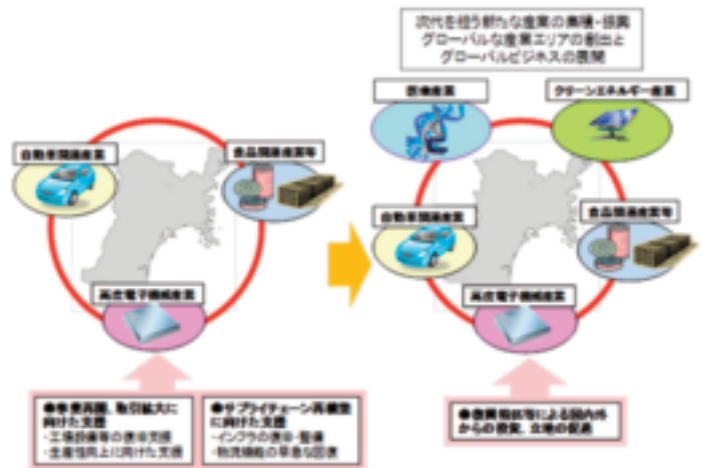 次代を担う新たな産業の集積・振興
グローバルな産業エリアの創出と
グローバルビジネスの展開
医療産業
クリーンエネルギー産業
自動車関連産業
食品関連産業等
高度電子機械産業
自動車関連産業
食品関連産業等
高度電子機械産業
●事業再開、取引拡大に
向けた支援
・工場設備等の復旧支援
・生産性向上に向けた支援
●サプライチェーン再構築
に向けた支援
・インフラの復旧・整備
・物流機能の早急な回復
●復興特区等による国内外
からの投資、立地の促進